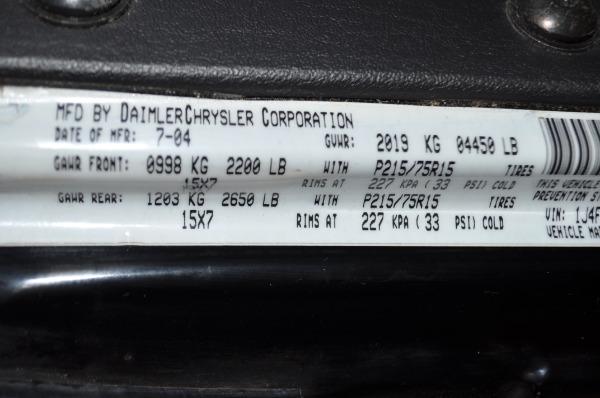 MFD BY DAIMLERCHRYSLER CORPORATION
DATE OF MFR: 7-04 GVWR: 2019 KG 04450 LB
GAWR FRONT: 0998 KG 2200 LB WITH P215/75R15 TIRES
15X7 RIMS AT 227 KPA ( 33 PSI) COLD THIS VEHICLE
GAWR REAR: 1203 KG 2650 LB WITH P215/75R15 TIRES PREVENTION
15X7 RIMS AT 227 KPA ( 33 PSI) COLD VIN: 1J4F
VEHICLE